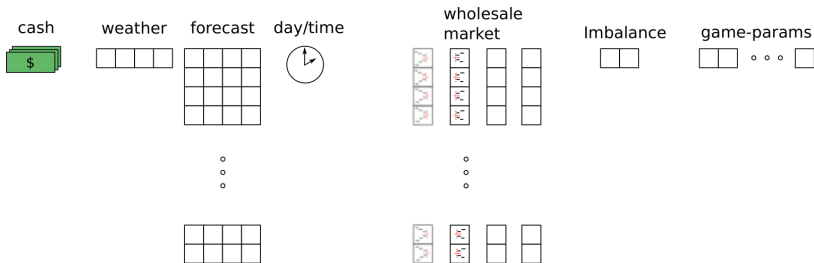 cash
weather
forecast
day/time
wholesale
market
Imbalance
game-params
$